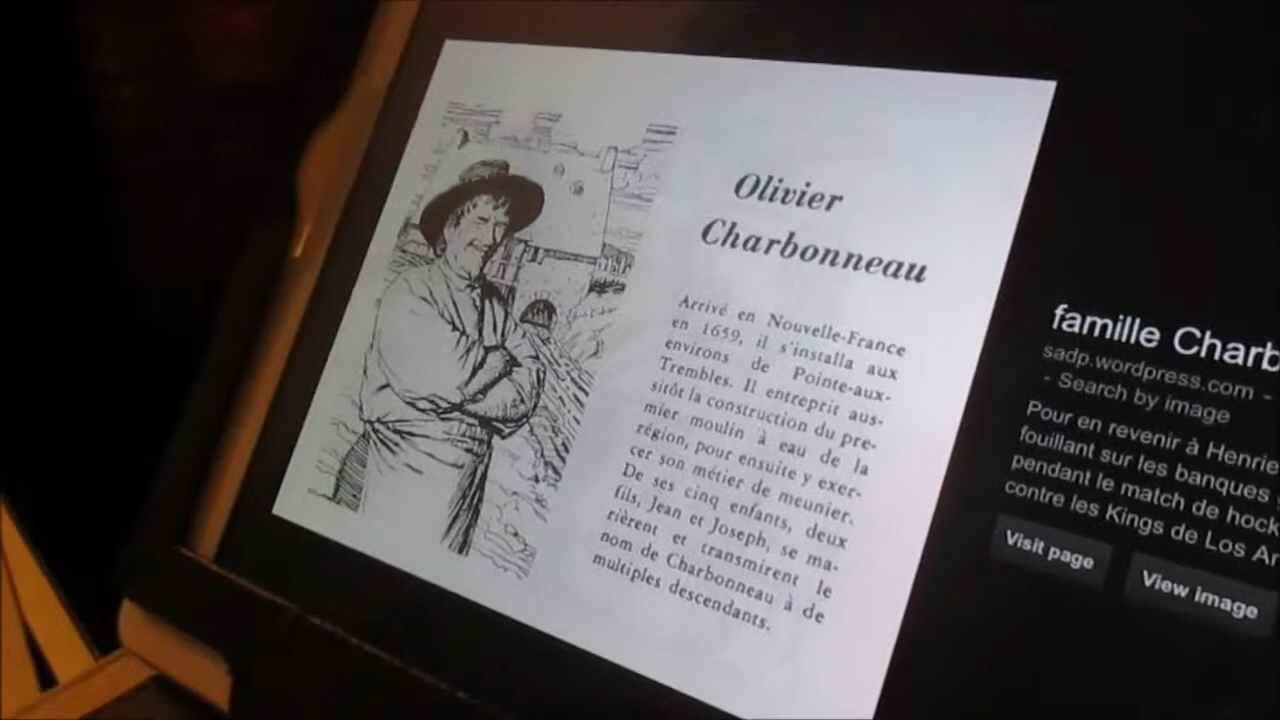 Olivier
Charbonneau
Arrivé en Nouvelle-France
en 1659, il s'installa aux
environs de Pointe-aux-
Trembles. Il entreprit aus-
sitôt la construction du pre-
mier moulin à eau de la
région, pour ensuite y exer-
cer son métier de meunier.
De ses cinq enfants, deux
fils, Jean et Joseph, se ma-
rièrent et transmirent le
nom de Charbonneau à de
multiples descendants.
famille Charb
sadp.wordpress.com -
- Search by image
Pour en revenir à Henrie
fouillant sur les banques
pendant le match de hock
contre les Kings de Los An
Visit page
View image